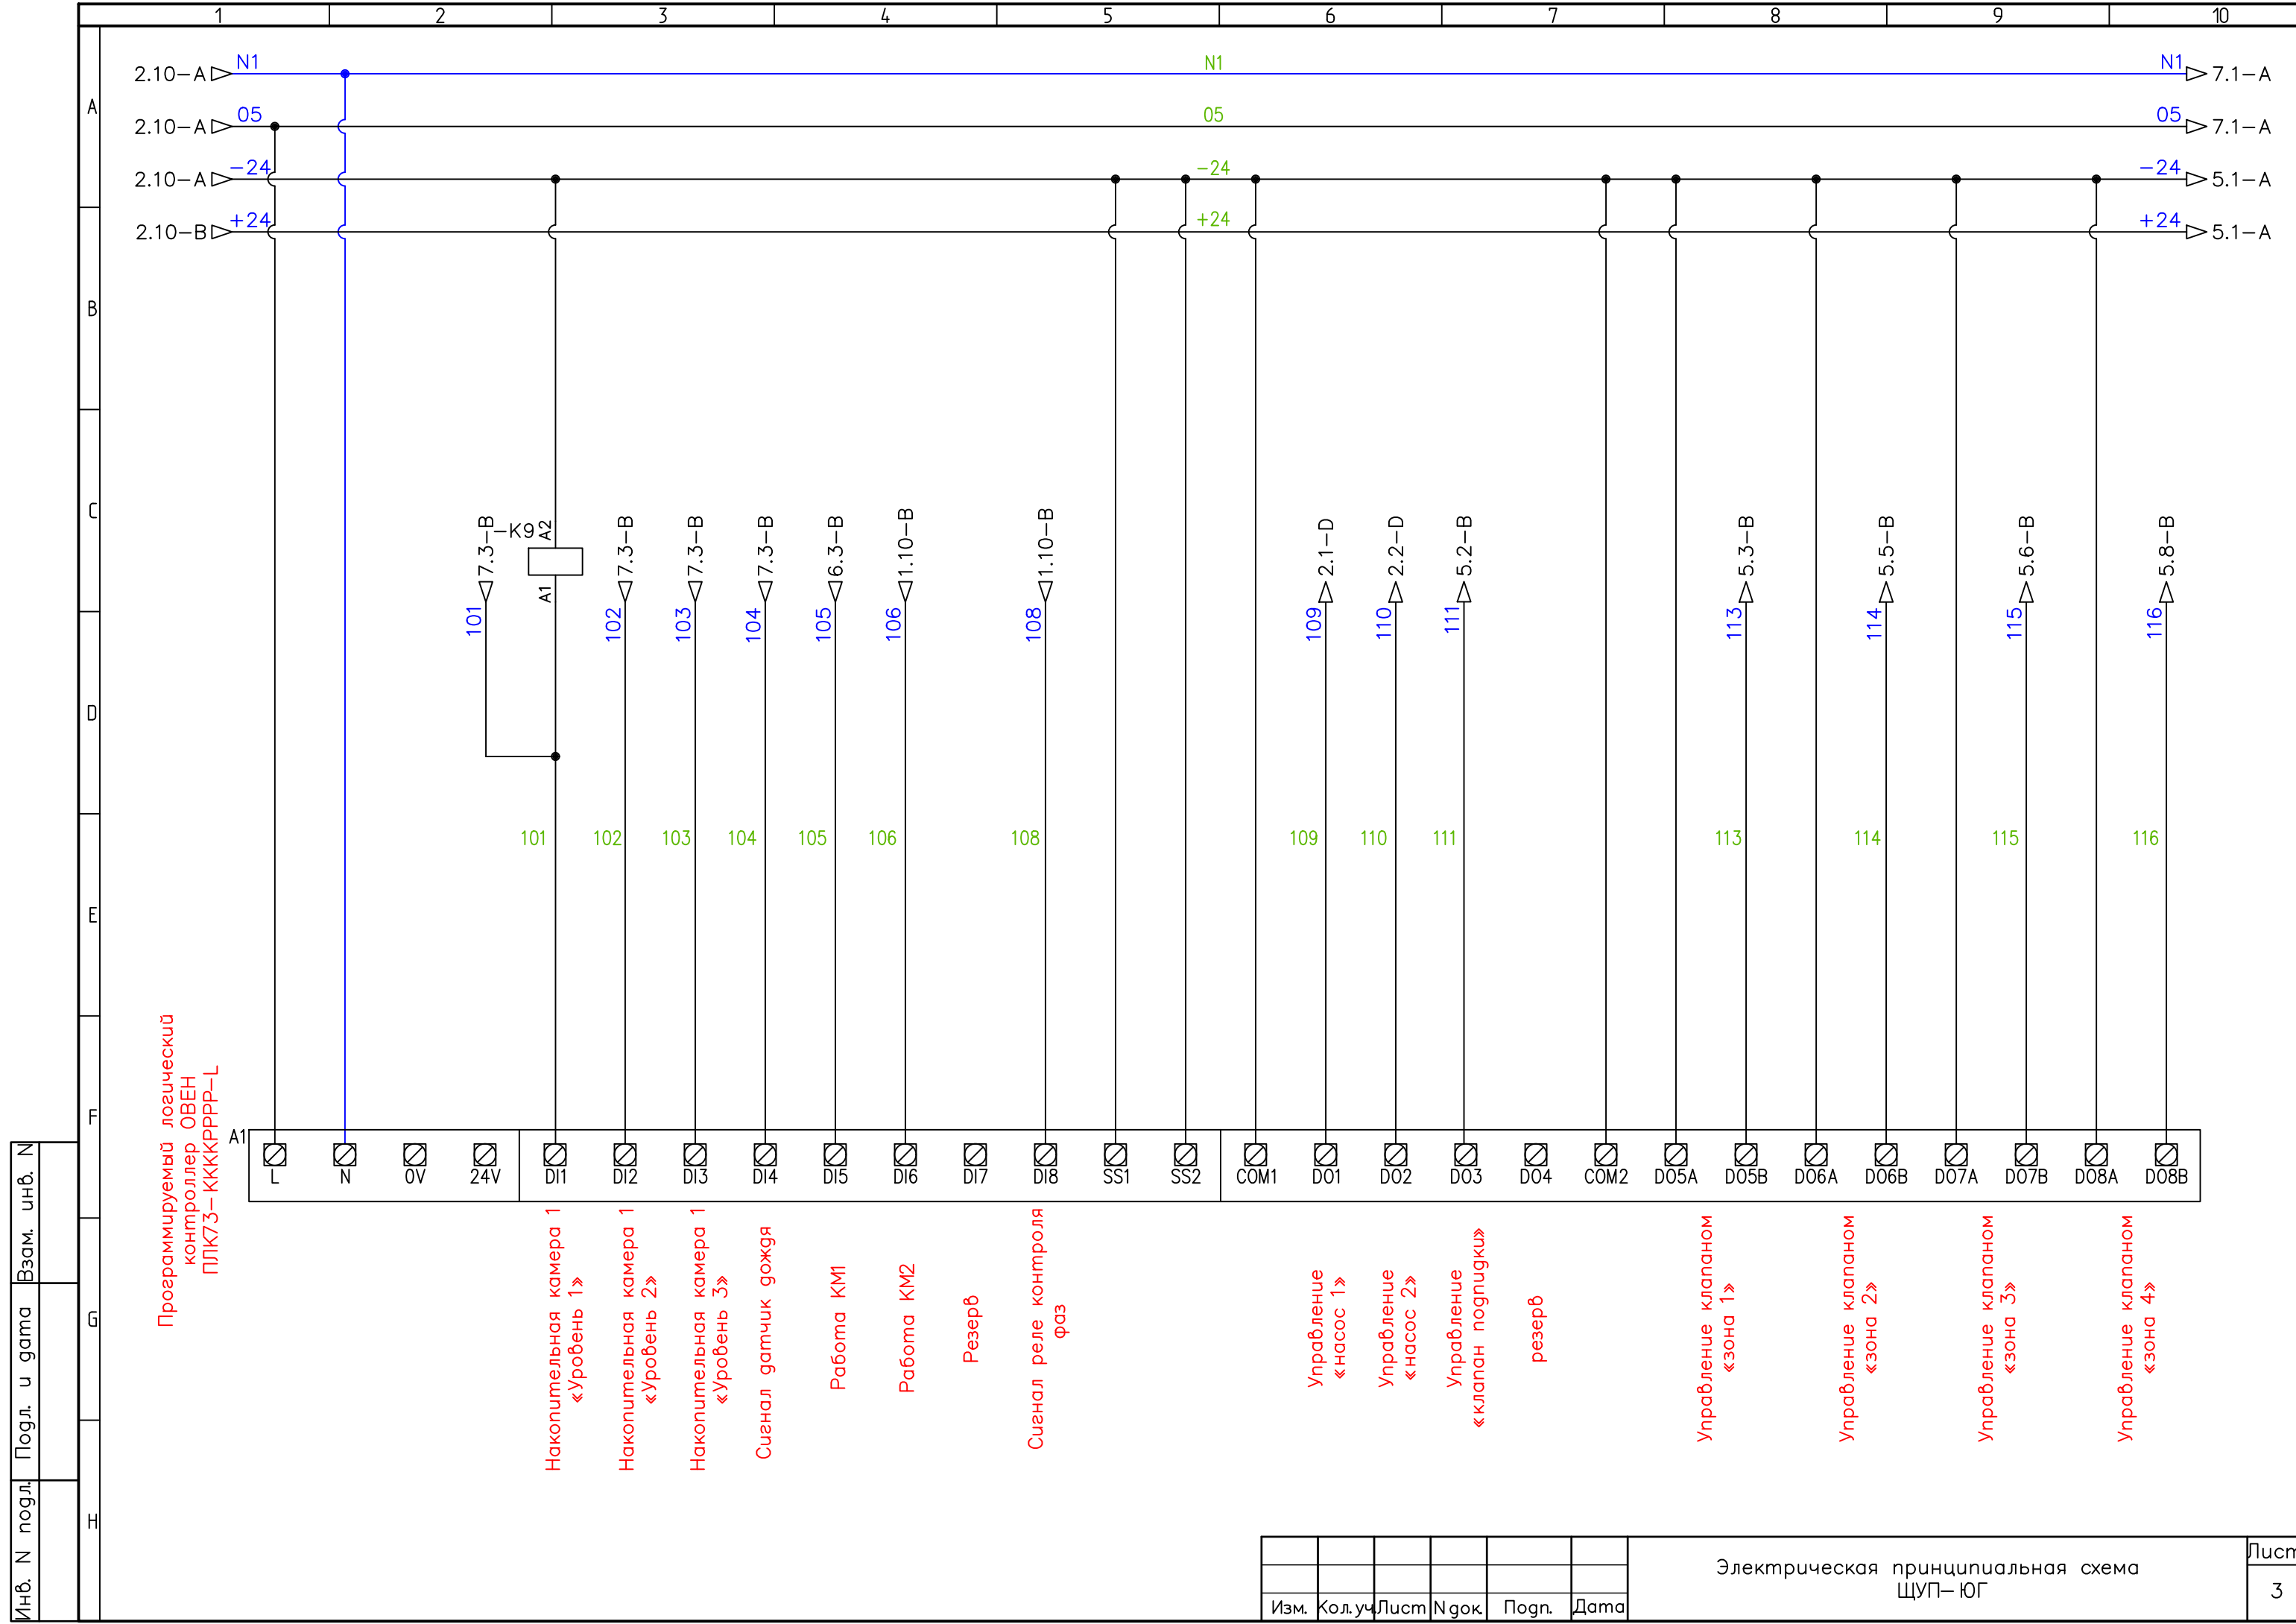 1 2 3 4 5 6 7 8 9 10
A
B
C
D
E
F
G
H
2.10-A N1 N1 N1 7.1-A
2.10-A 05 05 05 7.1-A
2.10-A -24 -24 -24 5.1-A
2.10-B +24 +24 +24 5.1-A
7.3-B
-K9
A2
A1
7.3-B
7.3-B
7.3-B
6.3-B
1.10-B
1.10-B
2.1-D
2.2-D
5.2-B
5.3-B
5.5-B
5.6-B
5.8-B
101 102 103 104 105 106 108 109 110 111 113 114 115 116
101 102 103 104 105 106 108 109 110 111 113 114 115 116
Программируемый логический
контроллер ОВЕН
ПЛК73-ККККРРРР-L
A1
L N 0V 24V DI1 DI2 DI3 DI4 DI5 DI6 DI7 DI8 SS1 SS2 COM1 DO1 DO2 DO3 DO4 COM2 DO5A DO5B DO6A DO6B DO7A DO7B DO8A DO8B
Накопительная камера 1
«Уровень 1»
Накопительная камера 1
«Уровень 2»
Накопительная камера 1
«Уровень 3»
Сигнал датчик дождя
Работа КМ1
Работа КМ2
Резерв
Сигнал реле контроля
фаз
Управление
«насос 1»
Управление
«насос 2»
Управление
«клапан подпидки»
резерв
Управление клапаном
«зона 1»
Управление клапаном
«зона 2»
Управление клапаном
«зона 3»
Управление клапаном
«зона 4»
Взам. инв. N
Подл. и дата
Инв. N подл.
Изм. Кол.уч Лист N док. Подп. Дата
Электрическая принципиальная схема
ЩУП-ЮГ
Лист
3